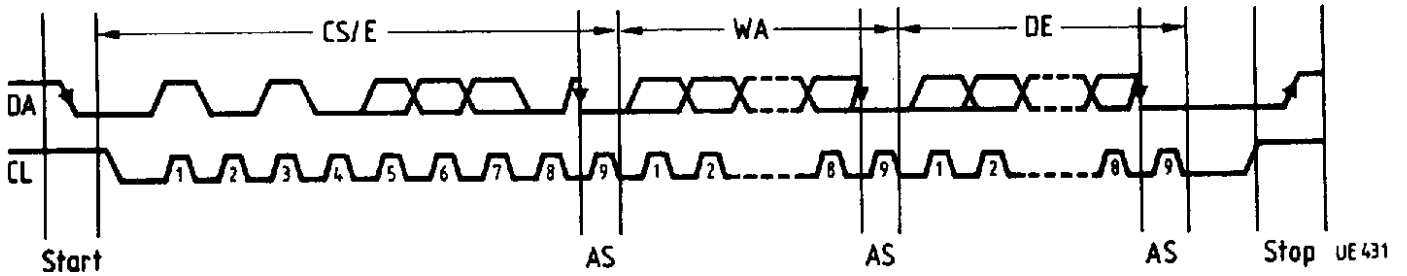 CS/E WA DE
DA
CL 1 2 3 4 5 6 7 8 9 1 2 8 9 1 2 8 9
Start AS AS AS Stop UE 431